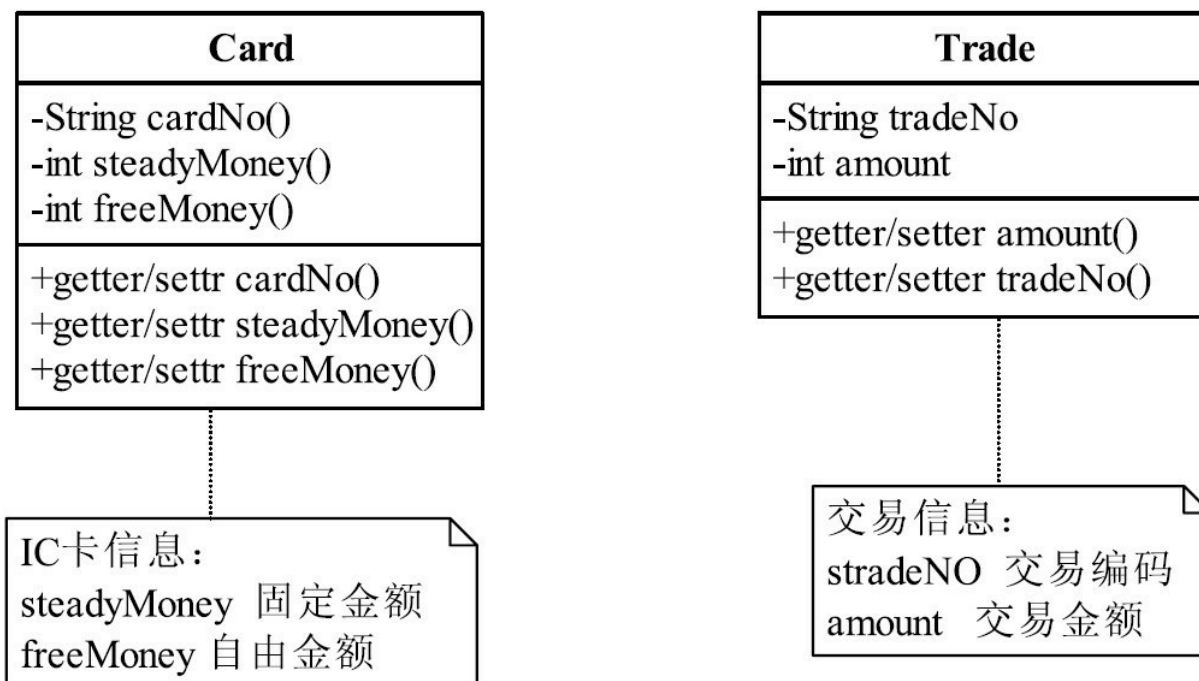 Card
-String cardNo()
-int steadyMoney()
-int freeMoney()
+getter/settr cardNo()
+getter/settr steadyMoney()
+getter/settr freeMoney()
IC卡信息：
steadyMoney 固定金额
freeMoney 自由金额
Trade
-String tradeNo
-int amount
+getter/setter amount()
+getter/setter tradeNo()
交易信息：
stradeNO 交易编码
amount 交易金额